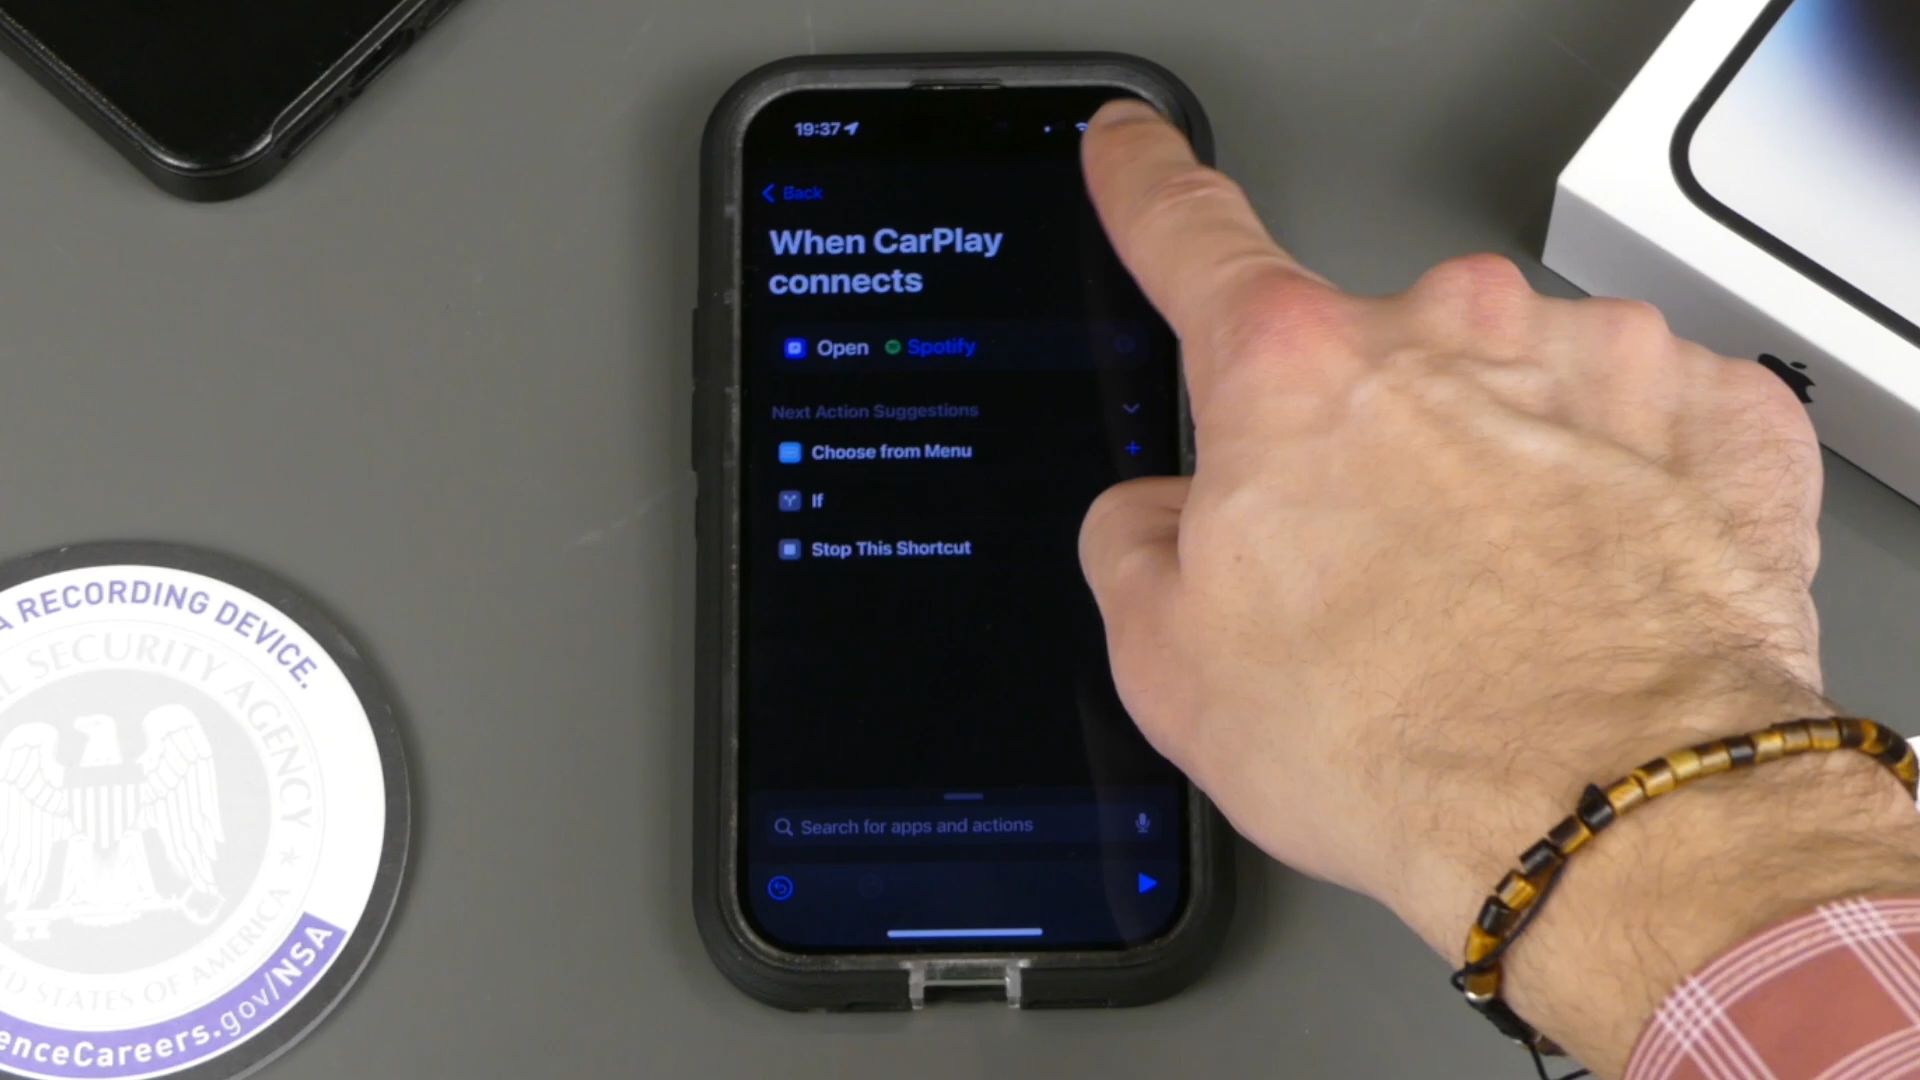 19:37
Back
When CarPlay
connects
Open Spotify
Next Action Suggestions
Choose from Menu
If
Stop This Shortcut
Search for apps and actions
A RECORDING DEVICE.
L SECURITY AGENCY
STATES OF AMERICA
enceCareers.gov/NSA